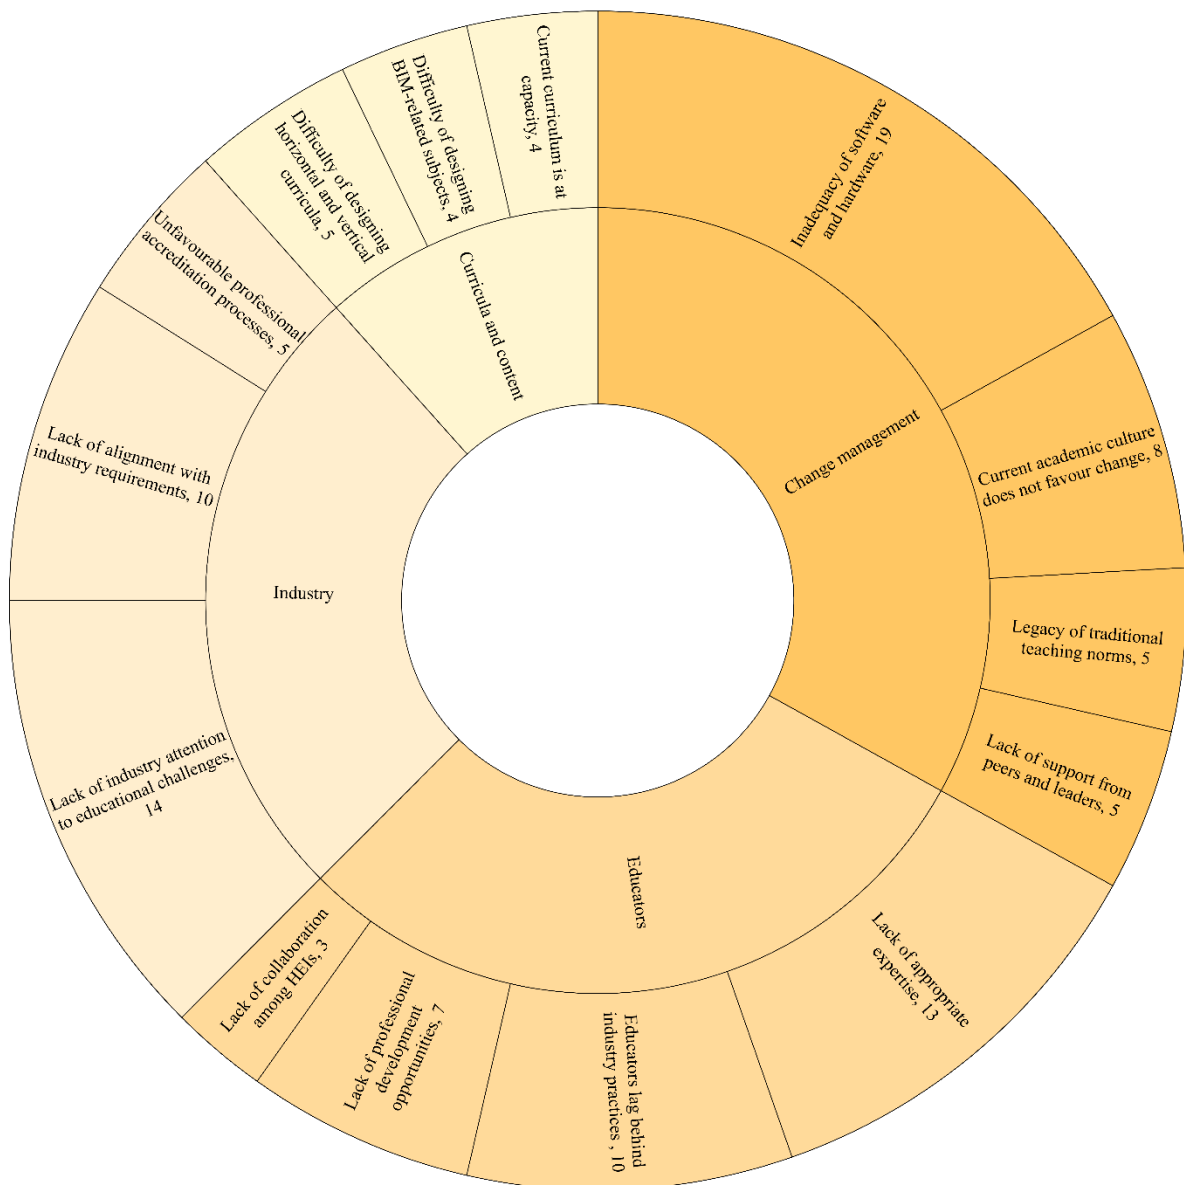 Change management
Inadequacy of software
and hardware, 19
Current academic culture
does not favour change, 8
Legacy of traditional
teaching norms, 5
Lack of support from
peers and leaders, 5
Educators
Lack of appropriate
expertise, 13
Educators lag behind
industry practices , 10
Lack of professional
development
opportunities, 7
Lack of collaboration
among HEIs, 3
Industry
Lack of industry attention
to educational challenges,
14
Lack of alignment with
industry requirements, 10
Unfavourable professional
accreditation processes, 5
Curricula and content
Difficulty of designing
horizontal and vertical
curricula, 5
Difficulty of designing
BIM-related subjects, 4
Current curriculum is at
capacity, 4